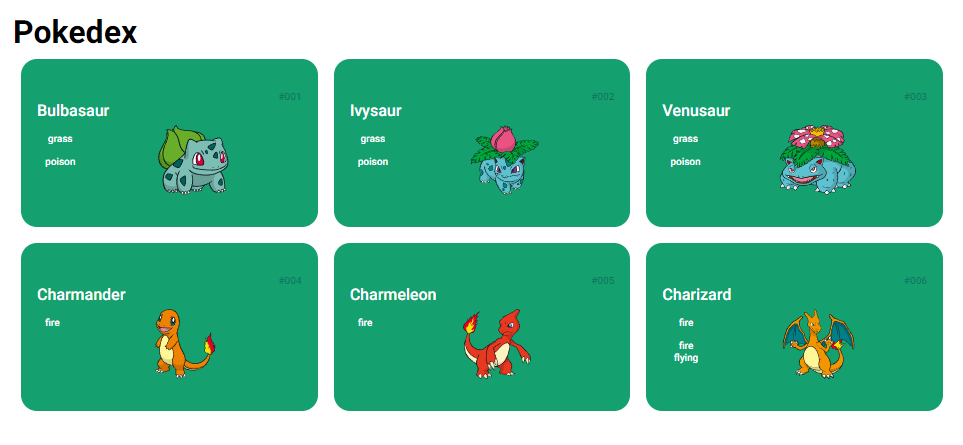 Pokedex
#001
Bulbasaur
grass
poison
#002
Ivysaur
grass
poison
#003
Venusaur
grass
poison
#004
Charmander
fire
#005
Charmeleon
fire
#006
Charizard
fire
fire
flying